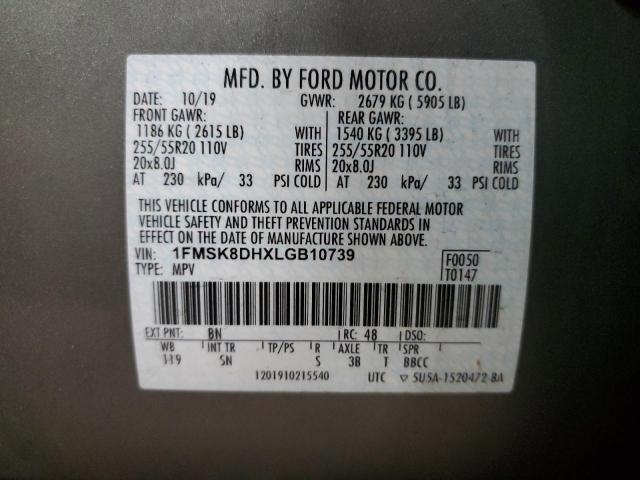 MFD. BY FORD MOTOR CO.
DATE: 10/19 GVWR: 2679 KG ( 5905 LB)
FRONT GAWR: REAR GAWR:
1186 KG ( 2615 LB) WITH 1540 KG ( 3395 LB) WITH
255/55R20 110V TIRES 255/55R20 110V TIRES
20x8.0J RIMS 20x8.0J RIMS
AT 230 kPa/ 33 PSI COLD AT 230 kPa/ 33 PSI COLD
THIS VEHICLE CONFORMS TO ALL APPLICABLE FEDERAL MOTOR
VEHICLE SAFETY AND THEFT PREVENTION STANDARDS IN
EFFECT ON THE DATE OF MANUFACTURE SHOWN ABOVE.
VIN: 1FMSK8DHXLGB10739 F0050
TYPE: MPV T0147
EXT PNT: BN RC: 48 DSO:
WB INT TR TP/PS R AXLE TR SPR
119 SN S 3B T BBCC
1201910215540 UTC ▽ 5U5A-1520472-BA